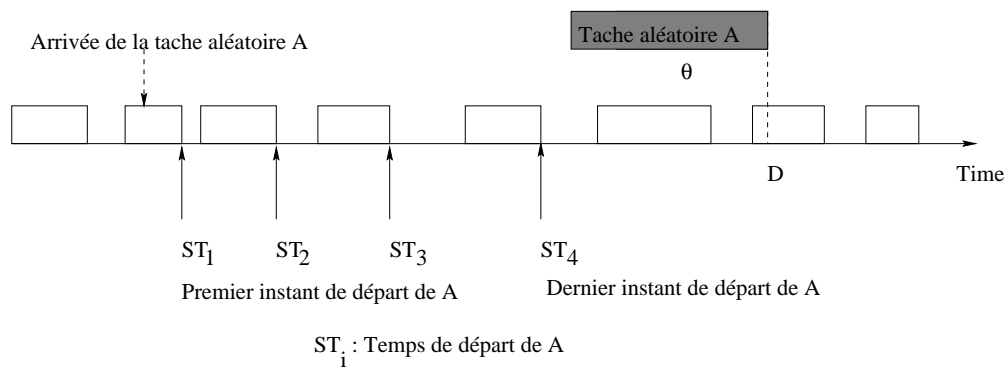 Tache aléatoire A
Arrivée de la tache aléatoire A
θ
D
Time
ST1
ST2
ST3
ST4
Premier instant de départ de A
Dernier instant de départ de A
STi : Temps de départ de A